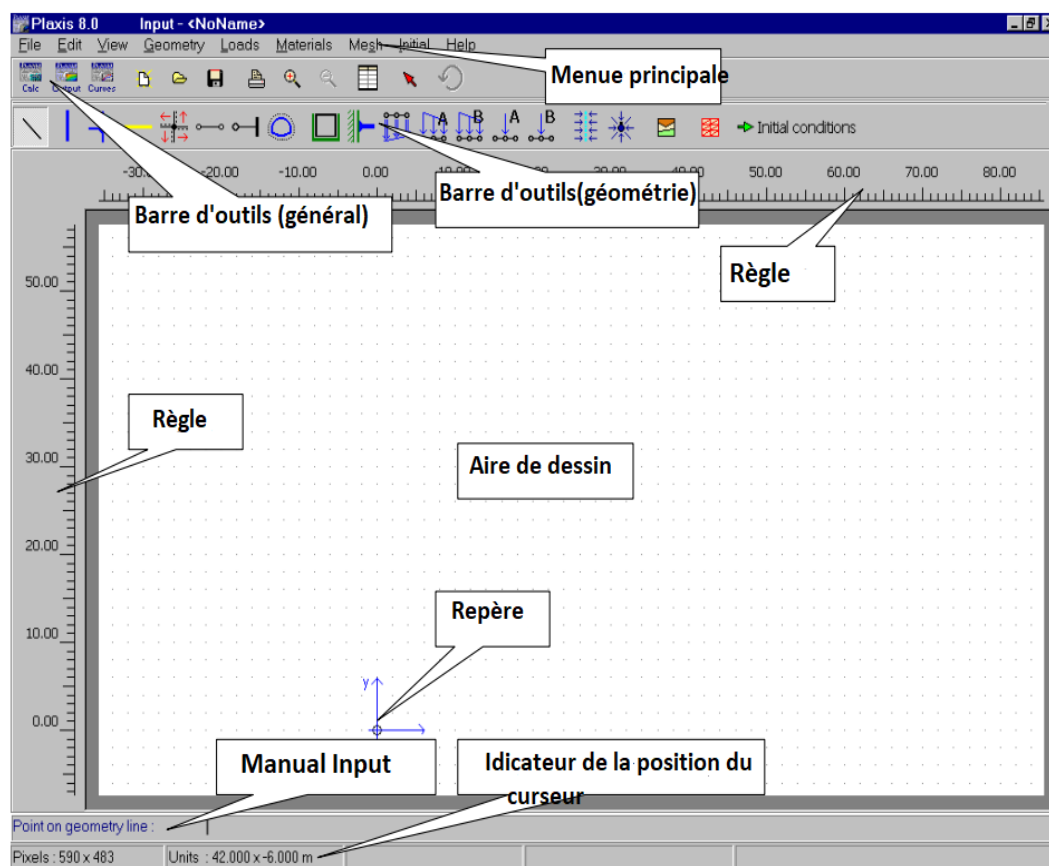 Plaxis 8.0 Input - <NoName>
File Edit View Geometry Loads Materials Mesh Initial Help
Menue principale
Calc Output Curves
A B A B Initial conditions
-20.00 -10.00 0.00 50.00 60.00 70.00 80.00
Barre d'outils (général)
Barre d'outils(géométrie)
Règle
50.00
40.00
Règle
30.00
Aire de dessin
20.00
Repère
10.00
y
0.00
Manual Input
Idicateur de la position du
curseur
Point on geometry line :
Pixels : 590 x 483 Units : 42.000 x -6.000 m